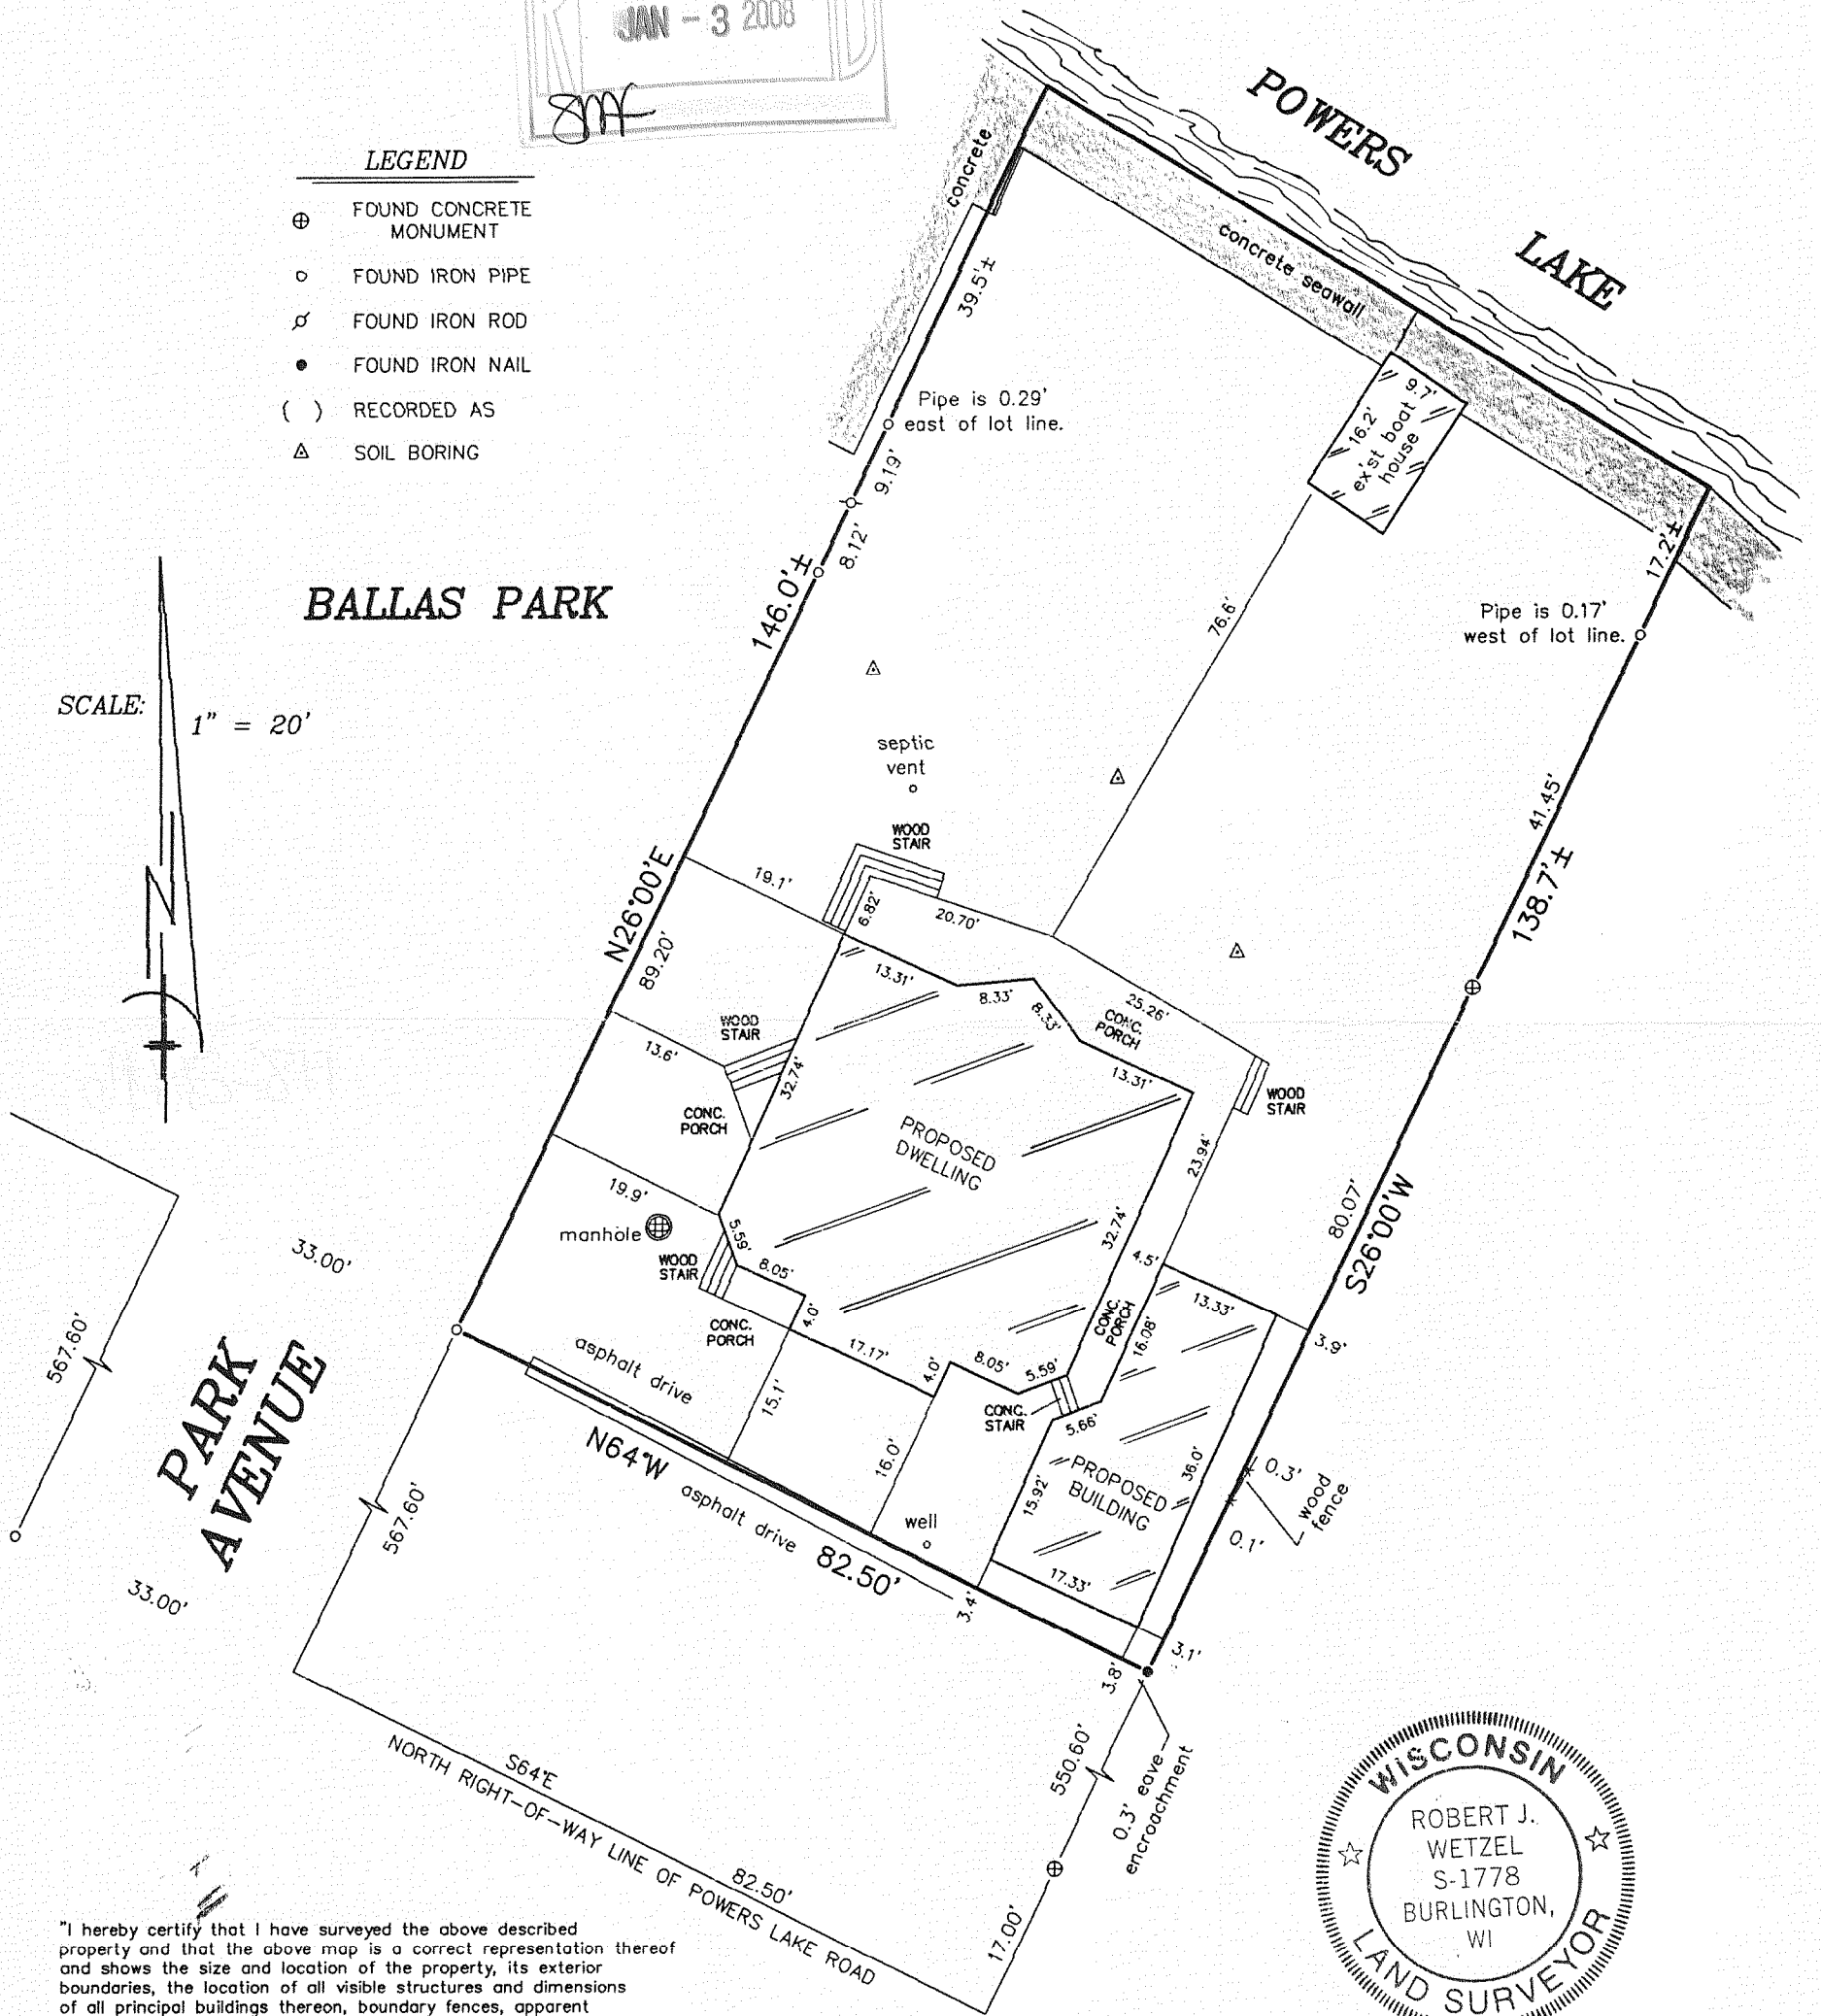 JAN - 3 2008
LEGEND
FOUND CONCRETE
MONUMENT
FOUND IRON PIPE
FOUND IRON ROD
FOUND IRON NAIL
( ) RECORDED AS
SOIL BORING
POWERS
LAKE
concrete
concrete seawall
39.5'±
Pipe is 0.29'
east of lot line.
9.19'
8.12'
9.7'
16.2'
ex'st boat
house
17.2'±
Pipe is 0.17'
west of lot line.
BALLAS PARK
146.0'±
76.6'
SCALE:
1" = 20'
N
septic
vent
WOOD
STAIR
41.45'
138.7'±
N26°00'E
89.20'
19.1'
6.82'
20.70'
13.31'
8.33'
8.33'
25.26'
CONC.
PORCH
13.31'
WOOD
STAIR
13.6'
32.74'
WOOD
STAIR
CONC.
PORCH
PROPOSED
DWELLING
23.94'
80.07'
S26°00'W
19.9'
manhole
5.59'
WOOD
STAIR
8.05'
4.0'
CONC.
PORCH
32.74'
4.5'
13.33'
3.9'
CONC.
PORCH
16.08'
33.00'
567.60'
PARK
AVENUE
33.00'
567.60'
asphalt drive
17.17'
15.1'
4.0'
8.05'
5.59'
CONC.
STAIR
5.66'
16.0'
N64°W
asphalt drive
82.50'
well
15.92'
PROPOSED
BUILDING
36.0'
0.3'
wood
fence
0.1'
17.33'
3.4'
3.1'
3.8'
550.60'
0.3' eave
encroachment
17.00'
S64°E
82.50'
NORTH RIGHT-OF-WAY LINE OF POWERS LAKE ROAD
WISCONSIN
ROBERT J.
WETZEL
S-1778
BURLINGTON,
WI
LAND SURVEYOR
"I hereby certify that I have surveyed the above described
property and that the above map is a correct representation thereof
and shows the size and location of the property, its exterior
boundaries, the location of all visible structures and dimensions
of all principal buildings thereon, boundary fences, apparent